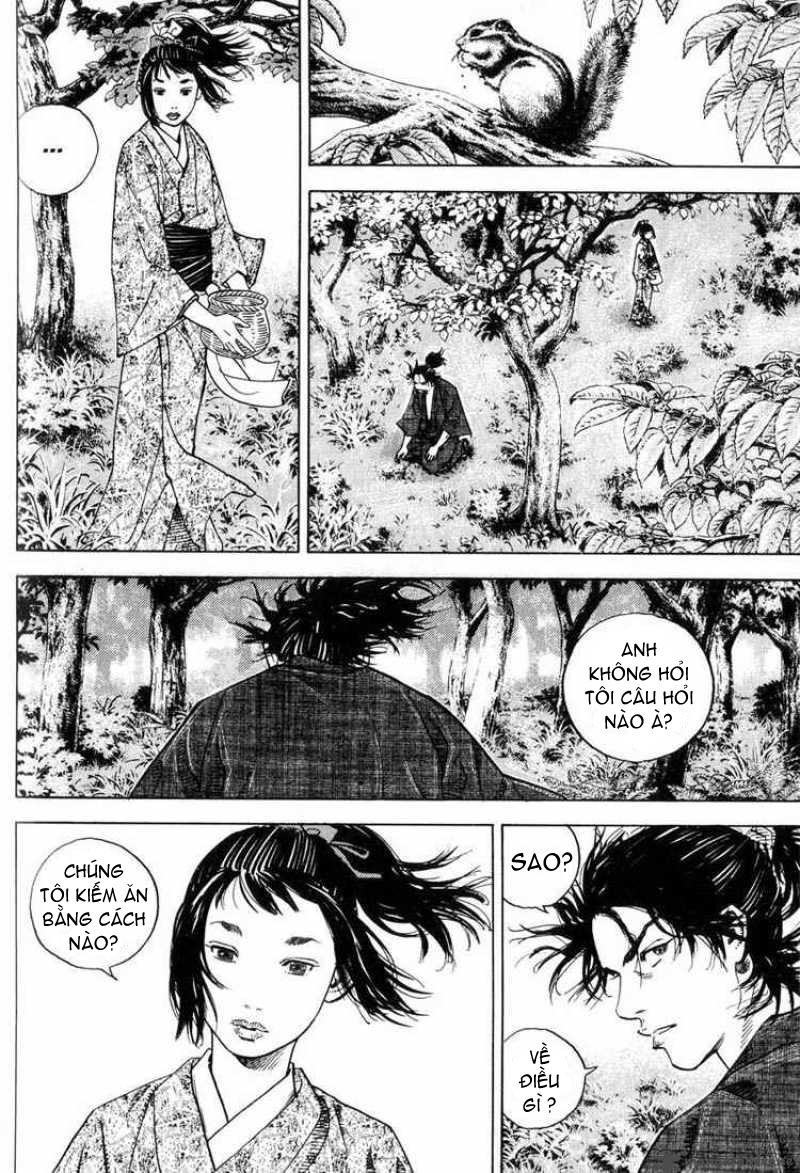 ...
ANH
KHÔNG HỎI
TÔI CÂU HỎI
NÀO À?
SAO?
VỀ
ĐIỀU
GÌ ?
CHÚNG
TÔI KIẾM ĂN
BẰNG CÁCH
NÀO?